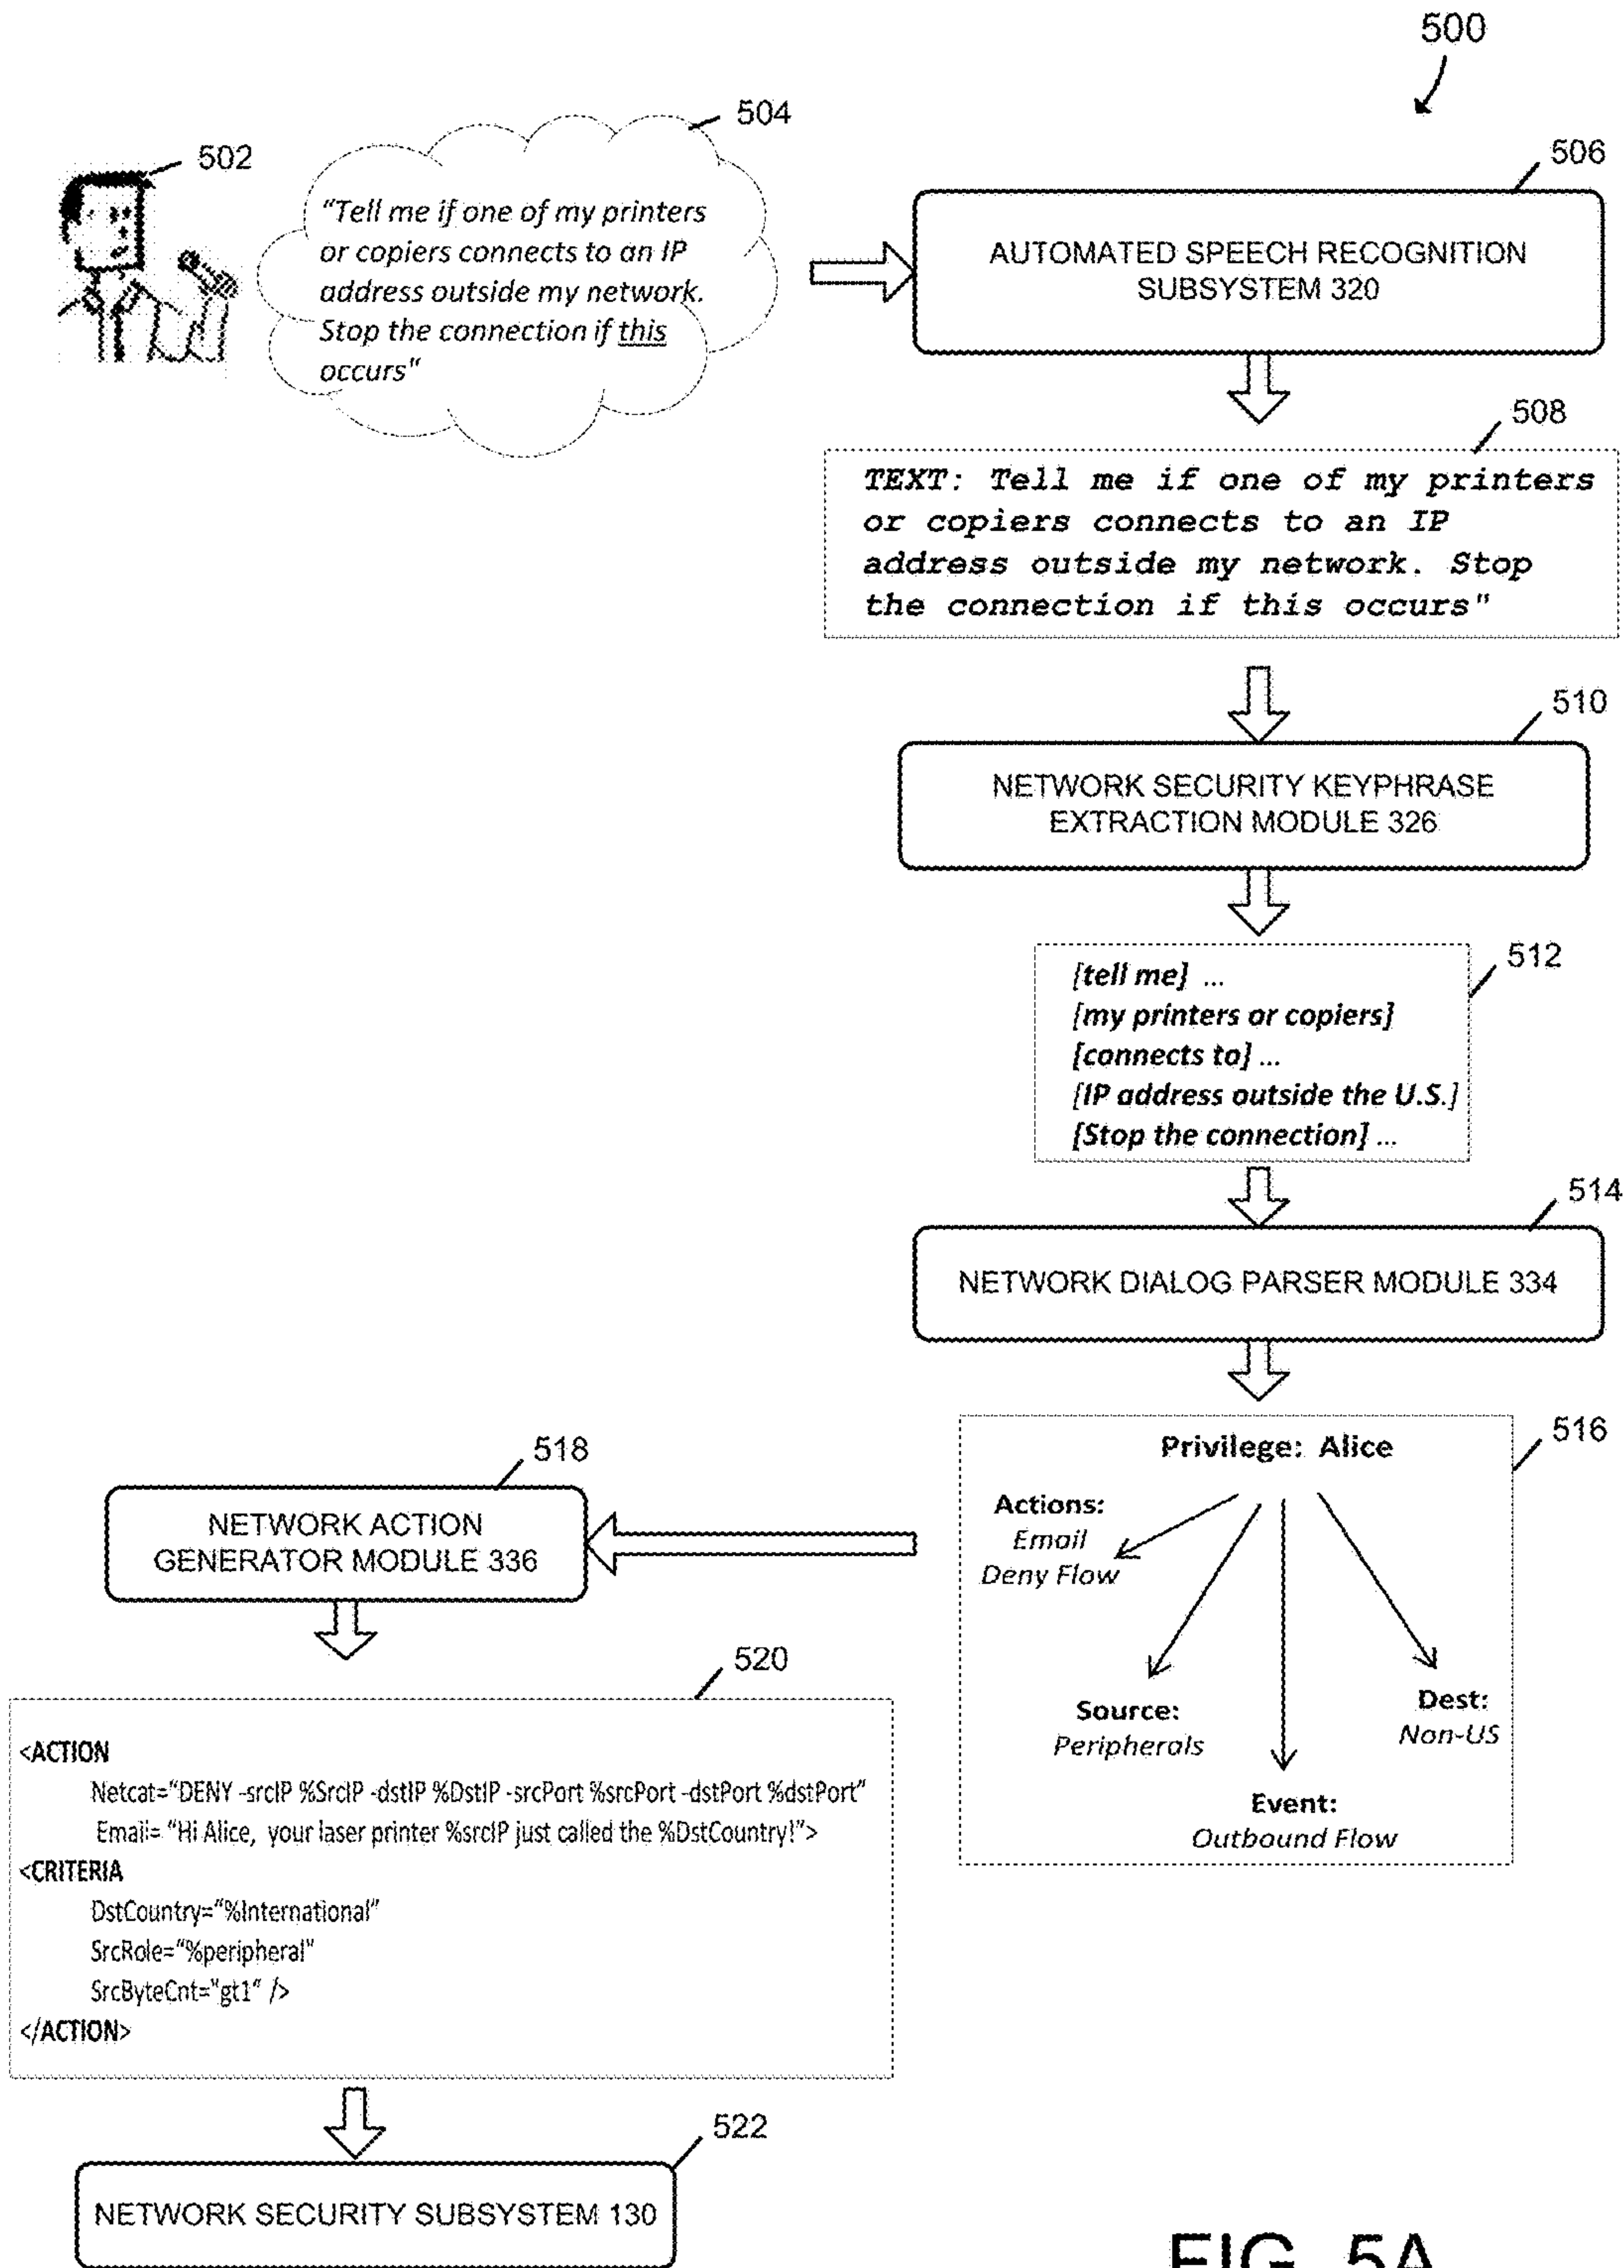 500
504
502
506
"Tell me if one of my printers
or copiers connects to an IP
address outside my network.
Stop the connection if this
occurs"
AUTOMATED SPEECH RECOGNITION
SUBSYSTEM 320
508
TEXT: Tell me if one of my printers
or copiers connects to an IP
address outside my network. Stop
the connection if this occurs"
510
NETWORK SECURITY KEYPHRASE
EXTRACTION MODULE 326
512
[tell me] ...
[my printers or copiers]
[connects to] ...
[IP address outside the U.S.]
[Stop the connection] ...
514
NETWORK DIALOG PARSER MODULE 334
516
Privilege: Alice
Actions:
Email
Deny Flow
Source:
Peripherals
Dest:
Non-US
Event:
Outbound Flow
518
NETWORK ACTION
GENERATOR MODULE 336
520
<ACTION
Netcat="DENY -srcIP %SrcIP -dstIP %DstIP -srcPort %srcPort -dstPort %dstPort"
Email= "Hi Alice, your laser printer %srcIP just called the %DstCountry!">
<CRITERIA
DstCountry="%International"
SrcRole="%peripheral"
SrcByteCnt="gt1" />
</ACTION>
522
NETWORK SECURITY SUBSYSTEM 130
FIG. 5A